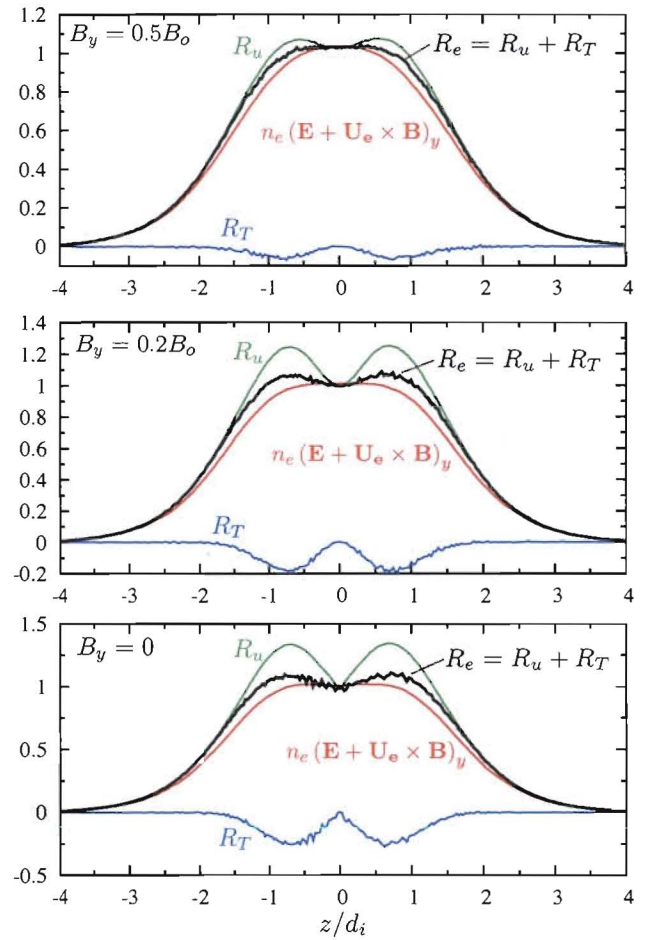 B_y = 0.5B_o
R_u
R_e = R_u + R_T
n_e (E + U_e × B)_y
R_T
1.2
1
0.8
0.6
0.4
0.2
0
-4 -3 -2 -1 0 1 2 3 4
B_y = 0.2B_o
R_u
R_e = R_u + R_T
n_e (E + U_e × B)_y
R_T
1.4
1.2
1
0.8
0.6
0.4
0.2
0
-0.2
-4 -3 -2 -1 0 1 2 3 4
B_y = 0
R_u
R_e = R_u + R_T
n_e (E + U_e × B)_y
R_T
1.5
1
0.5
0
-0.5
-4 -3 -2 -1 0 1 2 3 4
z/d_i